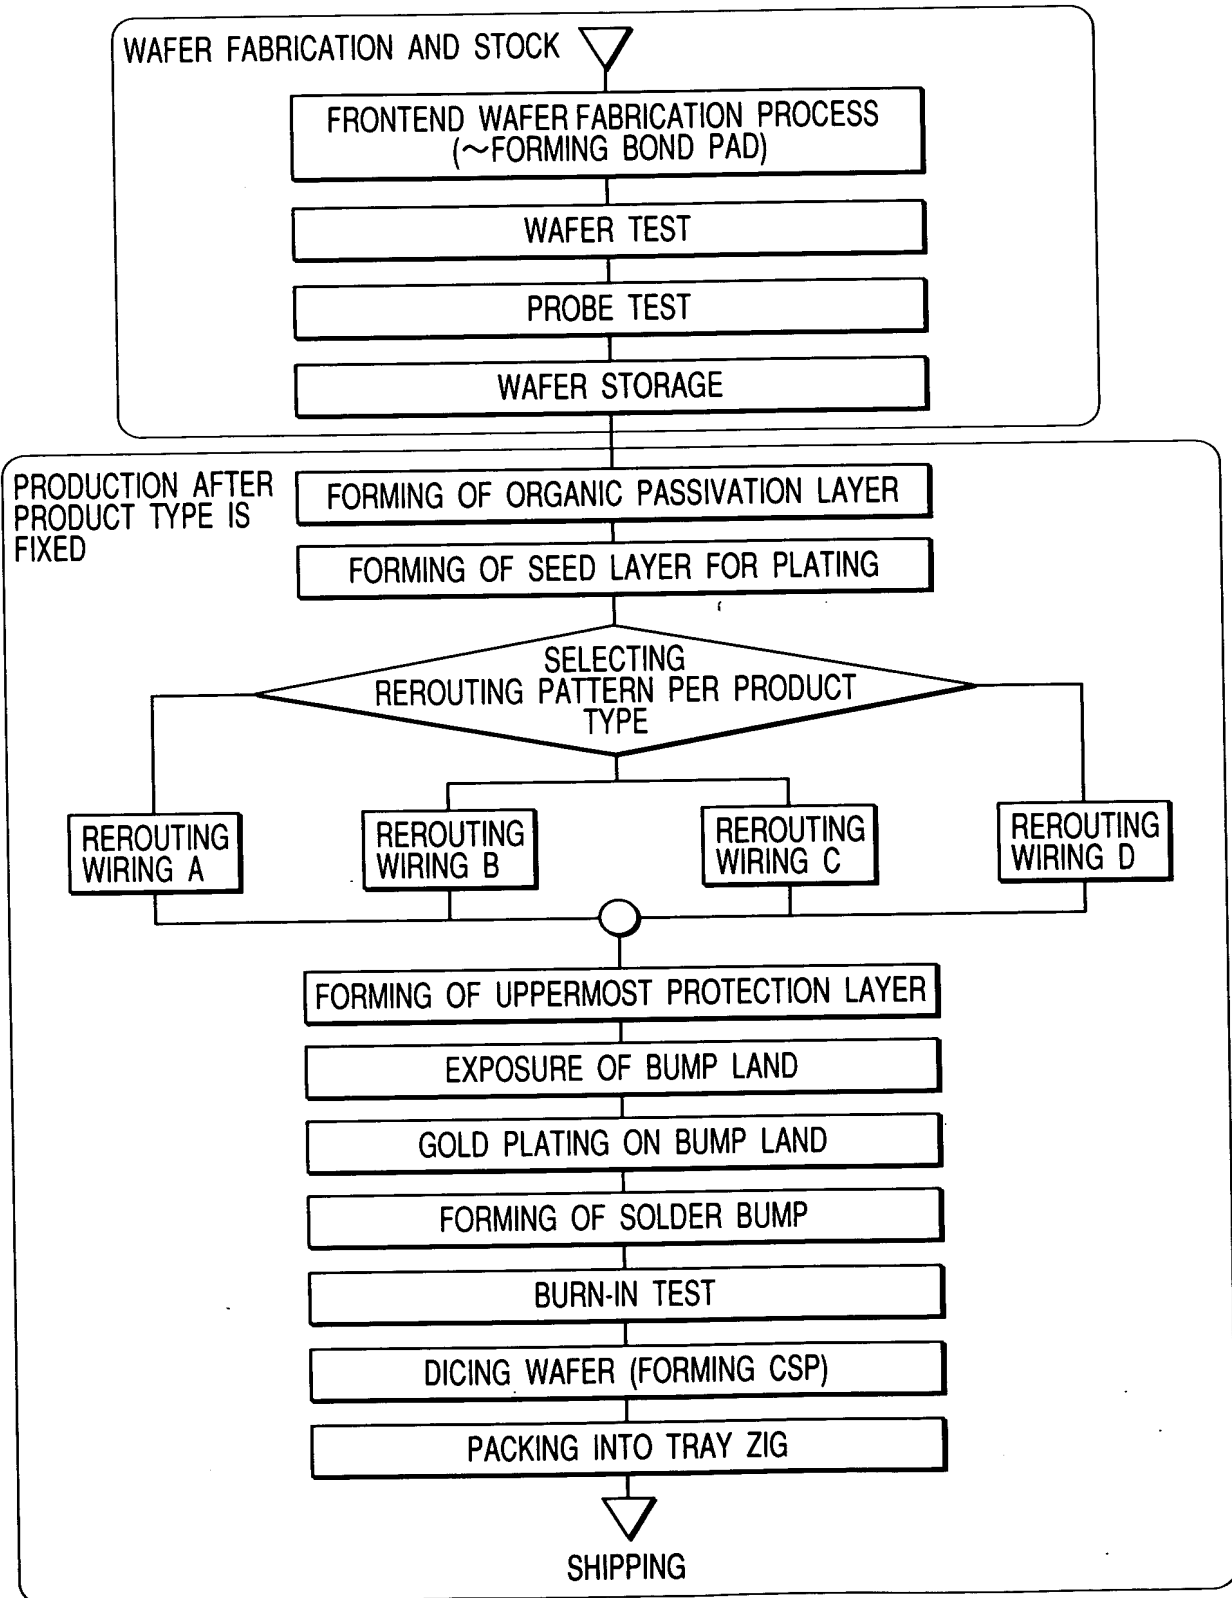 WAFER FABRICATION AND STOCK
FRONTEND WAFER FABRICATION PROCESS
(～FORMING BOND PAD)
WAFER TEST
PROBE TEST
WAFER STORAGE
PRODUCTION AFTER
PRODUCT TYPE IS
FIXED
FORMING OF ORGANIC PASSIVATION LAYER
FORMING OF SEED LAYER FOR PLATING
SELECTING
REROUTING PATTERN PER PRODUCT
TYPE
REROUTING
WIRING A
REROUTING
WIRING B
REROUTING
WIRING C
REROUTING
WIRING D
FORMING OF UPPERMOST PROTECTION LAYER
EXPOSURE OF BUMP LAND
GOLD PLATING ON BUMP LAND
FORMING OF SOLDER BUMP
BURN-IN TEST
DICING WAFER (FORMING CSP)
PACKING INTO TRAY ZIG
SHIPPING